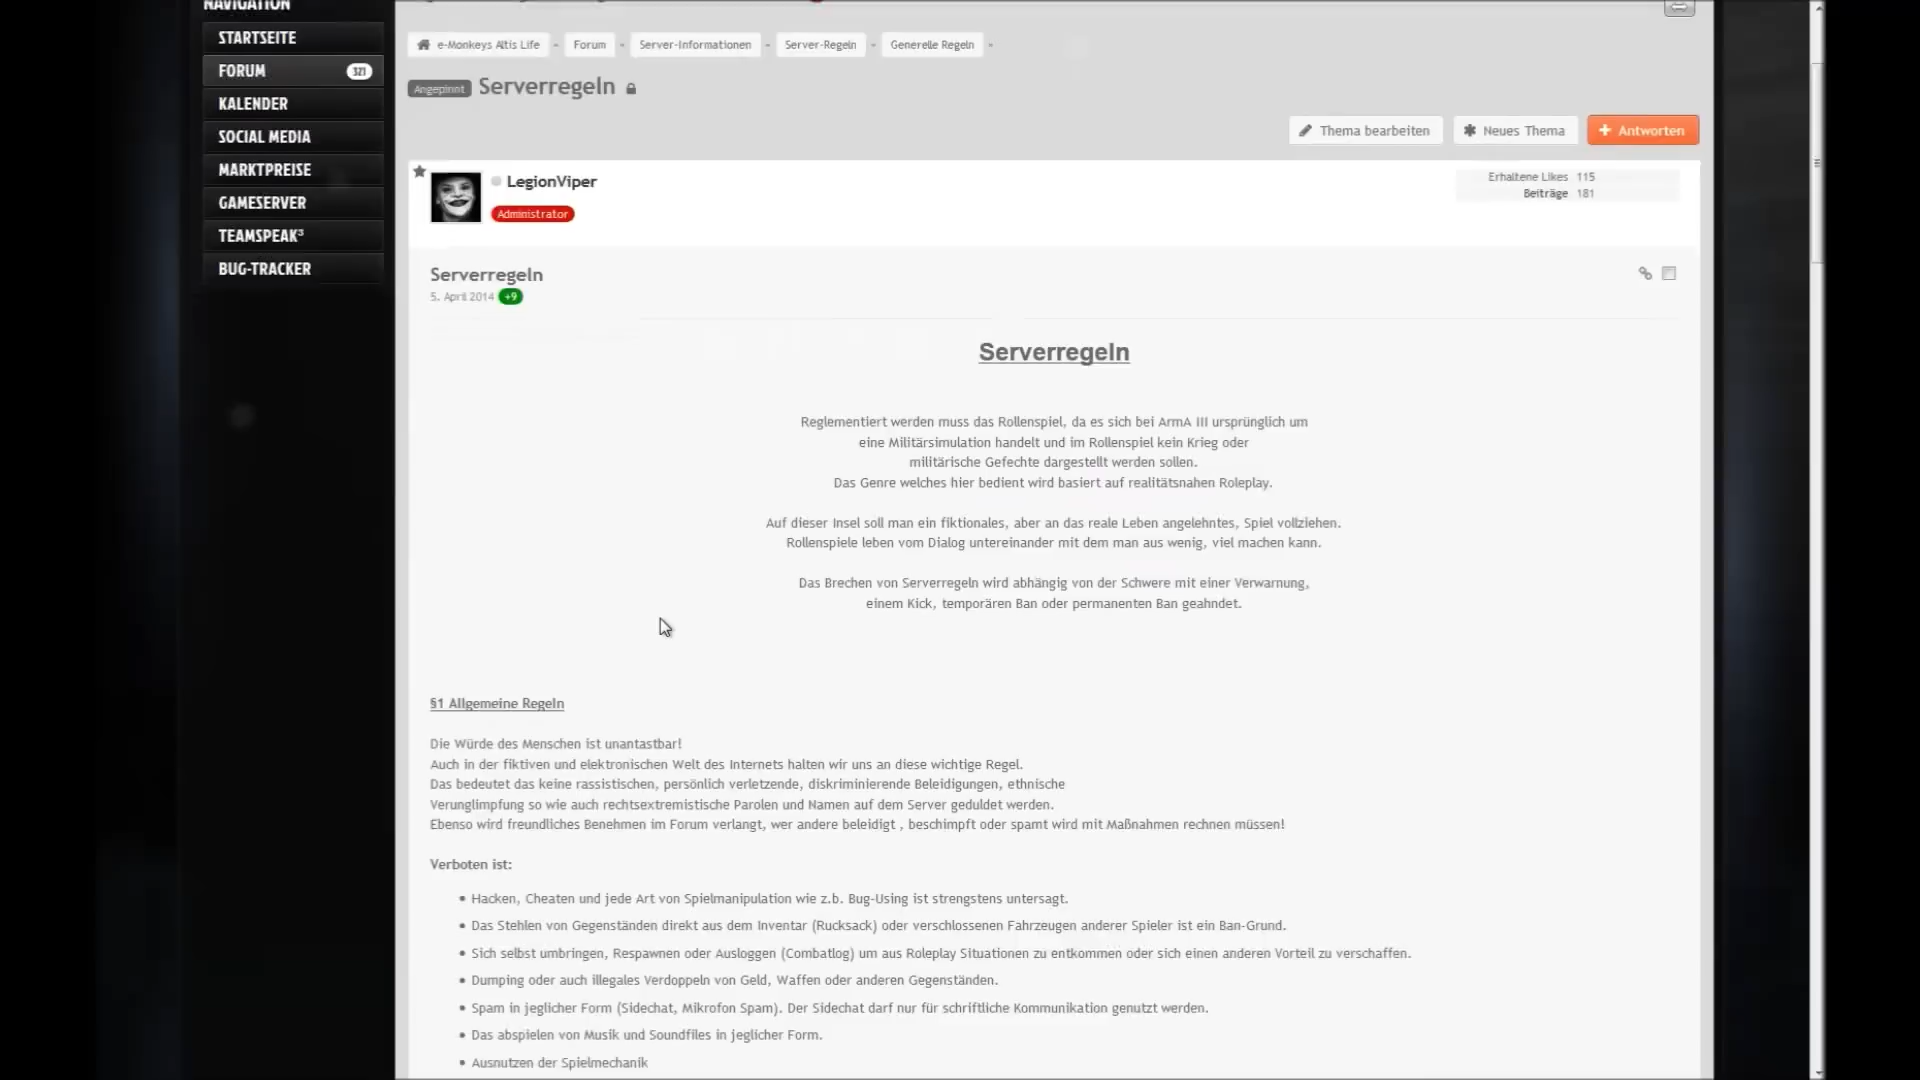 NAVIGATION
STARTSEITE
FORUM 321
KALENDER
SOCIAL MEDIA
MARKTPREISE
GAMESERVER
TEAMSPEAK³
BUG-TRACKER
e-Monkeys Altis Life
Forum
Server-Informationen
Server-Regeln
Generelle Regeln
Angepinnt Serverregeln
Thema bearbeiten
Neues Thema
Antworten
LegionViper
Administrator
Erhaltene Likes 115
Beiträge 181
Serverregeln
5. April 2014 +9
Serverregeln
Reglementiert werden muss das Rollenspiel, da es sich bei ArmA III ursprünglich um
eine Militärsimulation handelt und im Rollenspiel kein Krieg oder
militärische Gefechte dargestellt werden sollen.
Das Genre welches hier bedient wird basiert auf realitätsnahen Roleplay.
Auf dieser Insel soll man ein fiktionales, aber an das reale Leben angelehntes, Spiel vollziehen.
Rollenspiele leben vom Dialog untereinander mit dem man aus wenig, viel machen kann.
Das Brechen von Serverregeln wird abhängig von der Schwere mit einer Verwarnung,
einem Kick, temporären Ban oder permanenten Ban geahndet.
§1 Allgemeine Regeln
Die Würde des Menschen ist unantastbar!
Auch in der fiktiven und elektronischen Welt des Internets halten wir uns an diese wichtige Regel.
Das bedeutet das keine rassistischen, persönlich verletzende, diskriminierende Beleidigungen, ethnische
Verunglimpfung so wie auch rechtsextremistische Parolen und Namen auf dem Server geduldet werden.
Ebenso wird freundliches Benehmen im Forum verlangt, wer andere beleidigt , beschimpft oder spamt wird mit Maßnahmen rechnen müssen!
Verboten ist:
• Hacken, Cheaten und jede Art von Spielmanipulation wie z.b. Bug-Using ist strengstens untersagt.
• Das Stehlen von Gegenständen direkt aus dem Inventar (Rucksack) oder verschlossenen Fahrzeugen anderer Spieler ist ein Ban-Grund.
• Sich selbst umbringen, Respawnen oder Ausloggen (Combatlog) um aus Roleplay Situationen zu entkommen oder sich einen anderen Vorteil zu verschaffen.
• Dumping oder auch illegales Verdoppeln von Geld, Waffen oder anderen Gegenständen.
• Spam in jeglicher Form (Sidechat, Mikrofon Spam). Der Sidechat darf nur für schriftliche Kommunikation genutzt werden.
• Das abspielen von Musik und Soundfiles in jeglicher Form.
• Ausnutzen der Spielmechanik